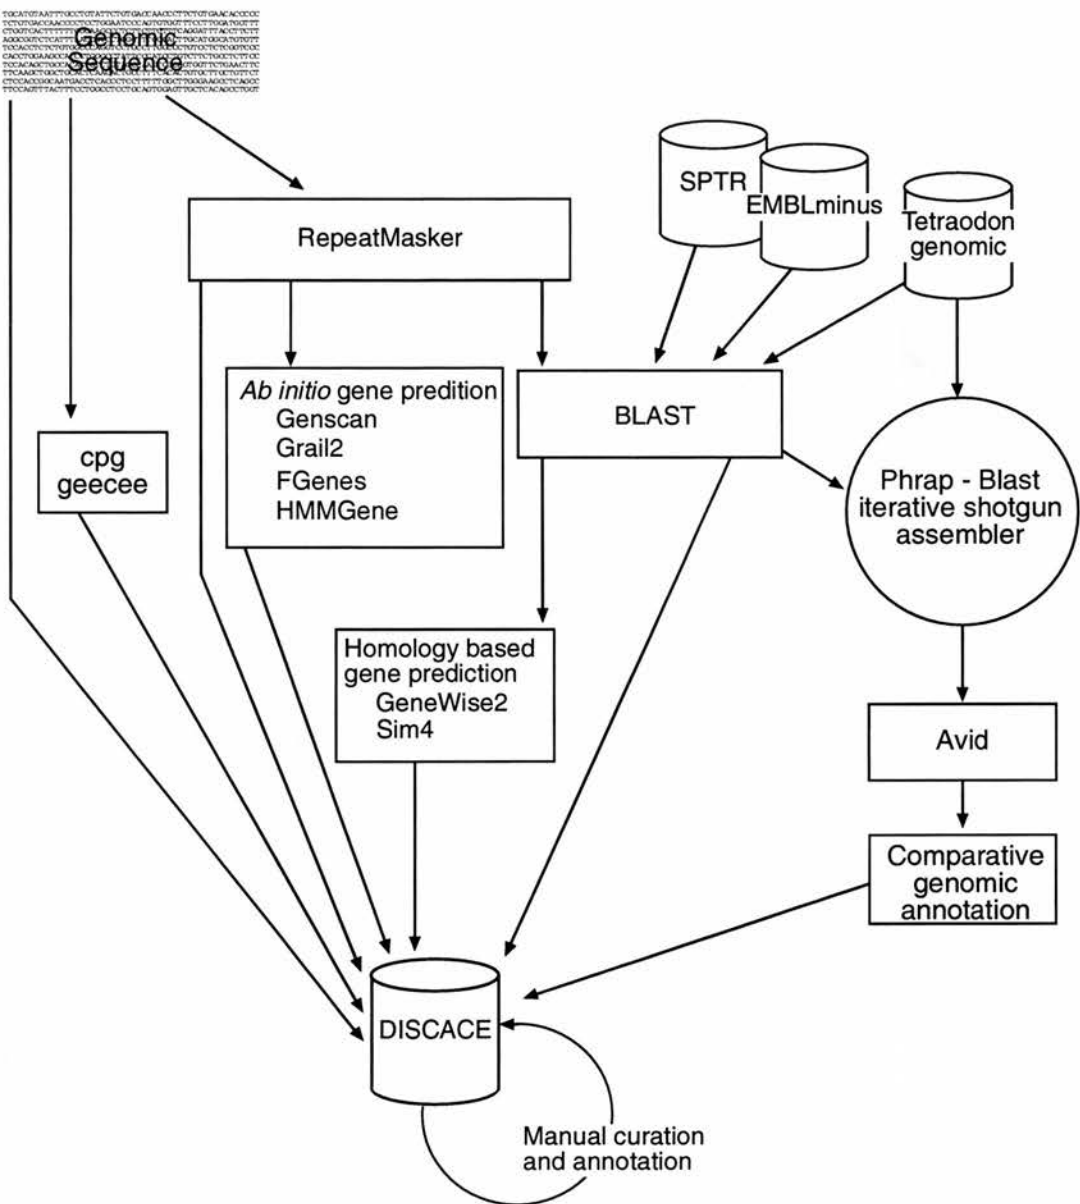 Genomic
Sequence
RepeatMasker
SPTR
EMBLminus
Tetraodon
genomic
Ab initio gene predition
Genscan
Grail2
FGenes
HMMGene
BLAST
cpg
geecee
Phrap - Blast
iterative shotgun
assembler
Homology based
gene prediction
GeneWise2
Sim4
Avid
Comparative
genomic
annotation
DISCACE
Manual curation
and annotation